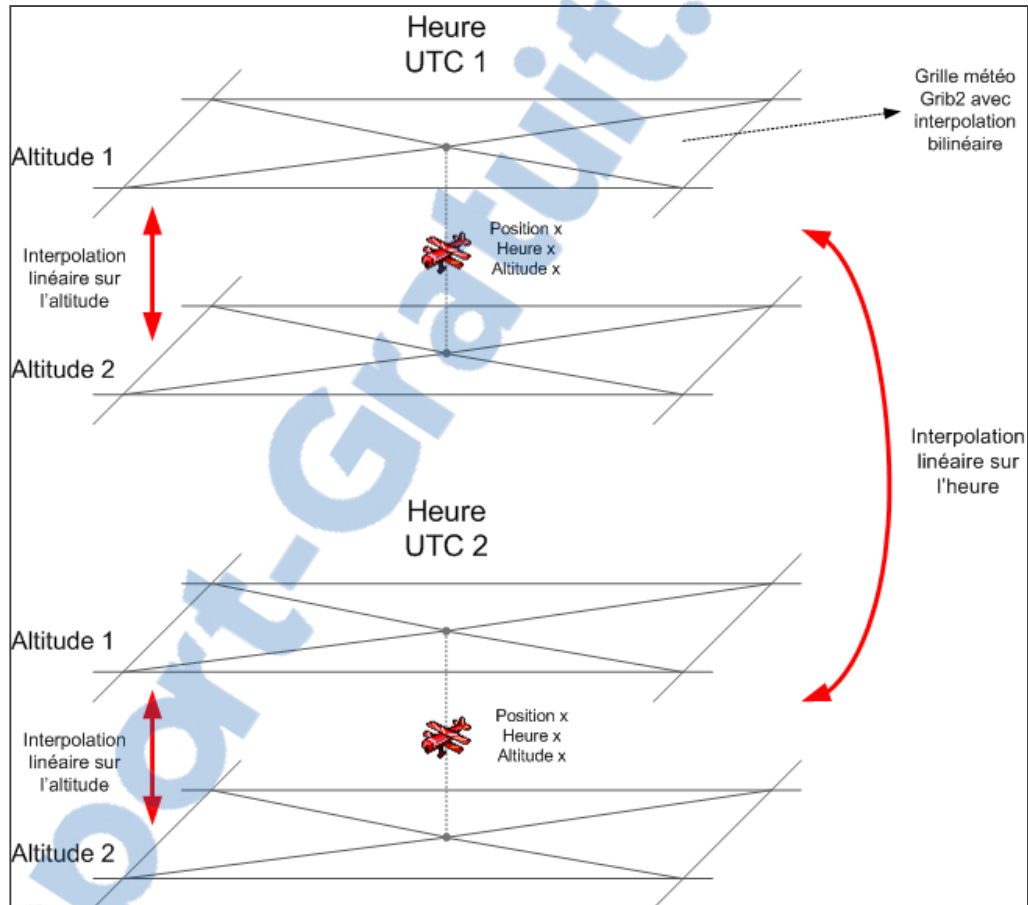 Heure
UTC 1
Grille météo
Grib2 avec
interpolation
bilinéaire
Altitude 1
Position x
Heure x
Altitude x
Interpolation
linéaire sur
l'altitude
Altitude 2
Interpolation
linéaire sur
l'heure
Heure
UTC 2
Altitude 1
Position x
Heure x
Altitude x
Interpolation
linéaire sur
l'altitude
Altitude 2
port-Gratuit.